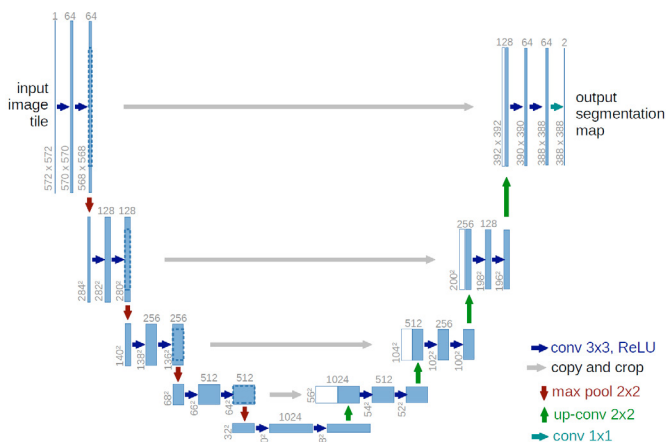 1 64 64
128 64 64 2
input
image
tile
output
segmentation
map
572 x 572
570 x 570
568 x 568
392 x 392
390 x 390
388 x 388
388 x 388
128 128
256 128
284²
282²
280²
200²
198²
196²
256 256
512 256
140²
138²
136²
104²
102²
100²
512 512
1024 512
68²
66²
64²
56²
54²
52²
1024
32²
conv 3x3, ReLU
copy and crop
max pool 2x2
up-conv 2x2
conv 1x1